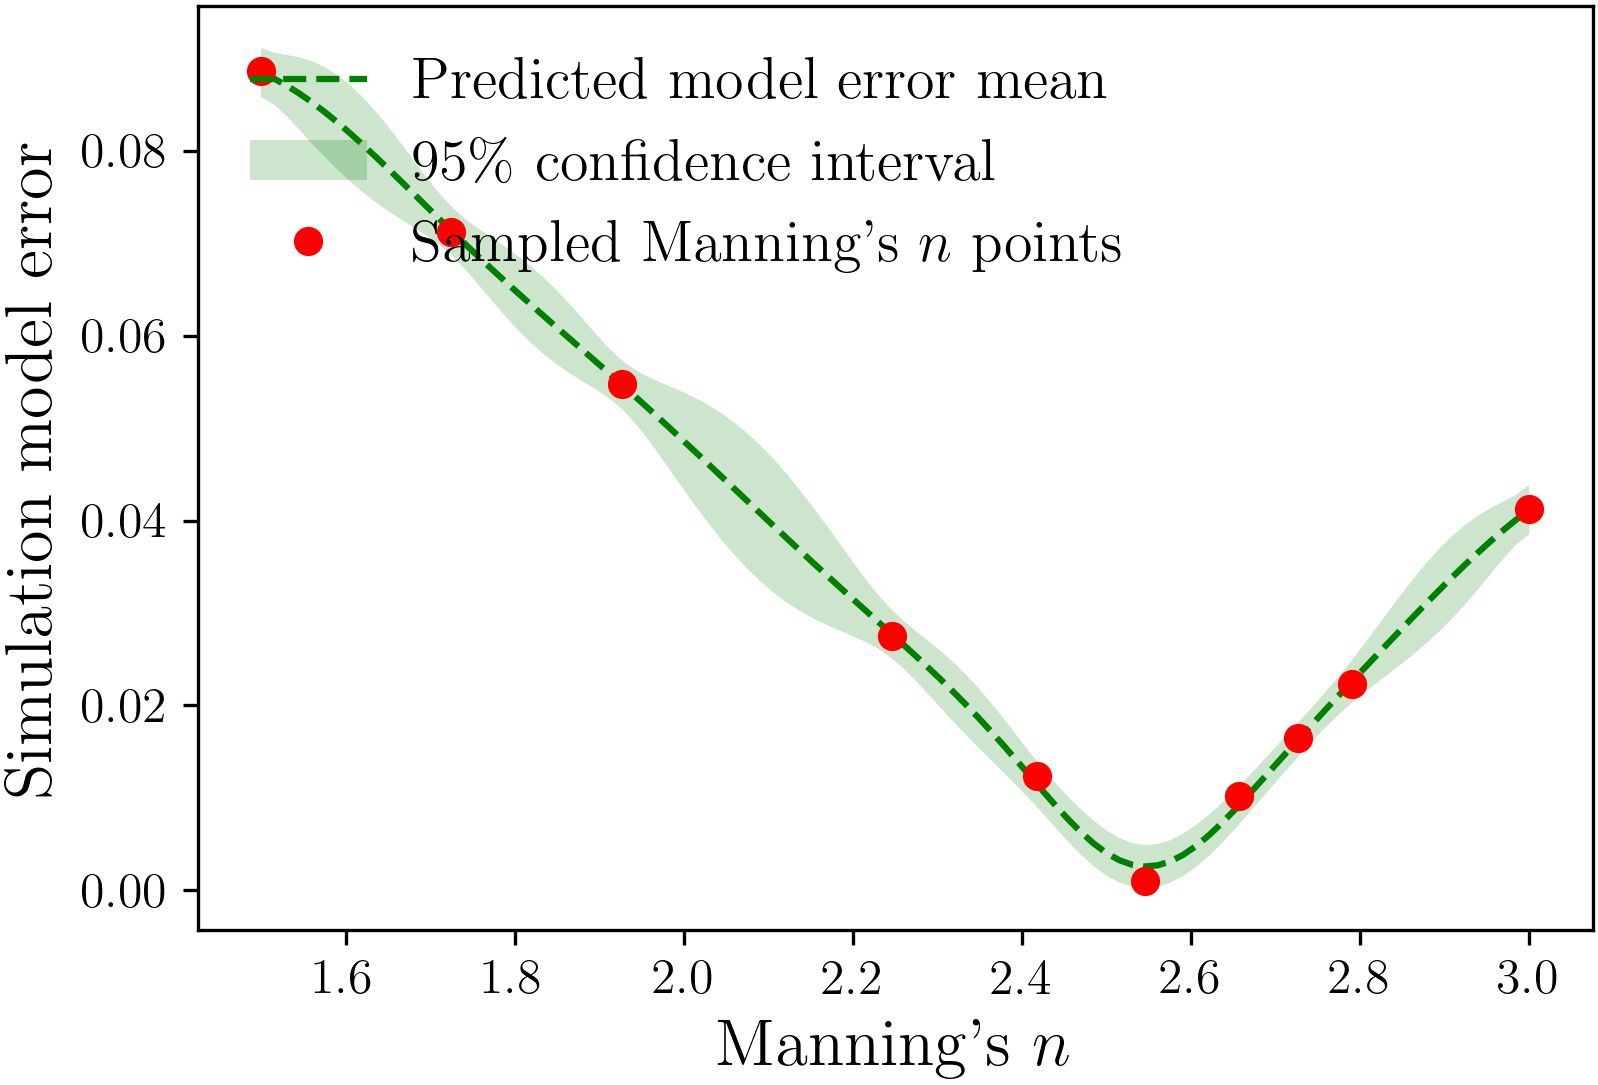 Predicted model error mean
95% confidence interval
Sampled Manning's n points
Simulation model error
0.08
0.06
0.04
0.02
0.00
1.6 1.8 2.0 2.2 2.4 2.6 2.8 3.0
Manning's n